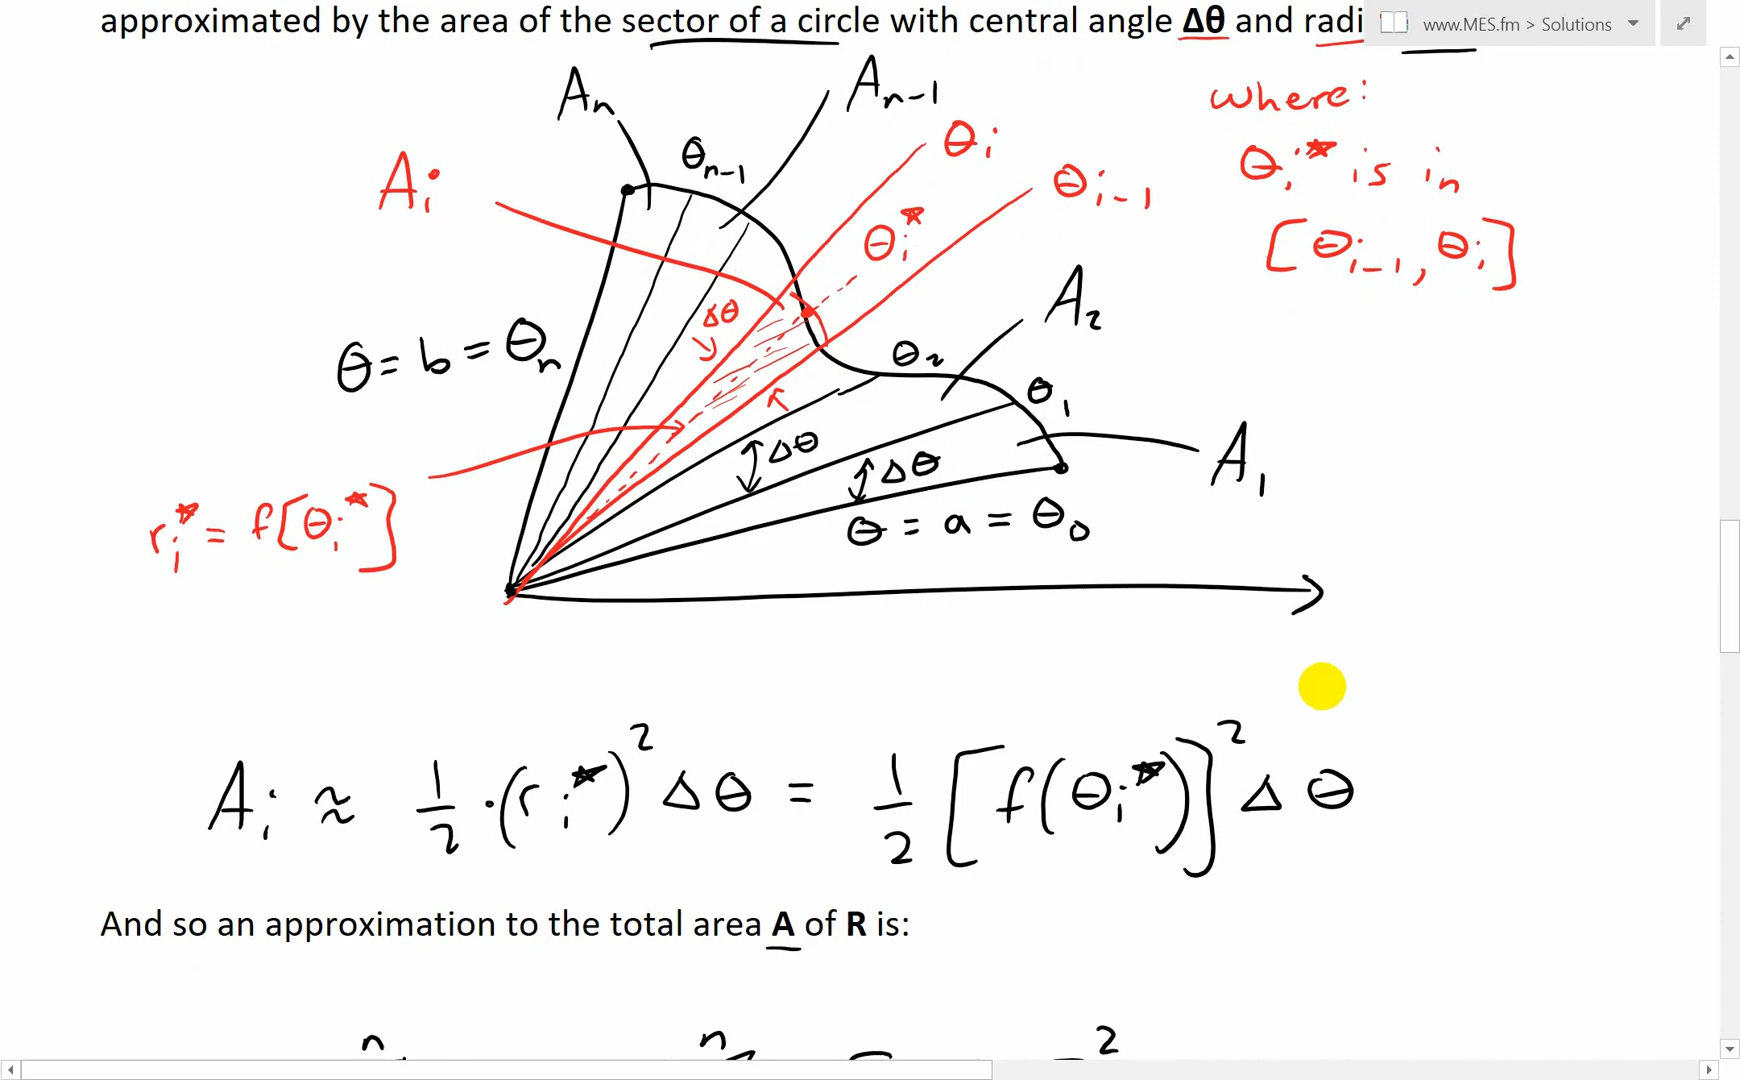 approximated by the area of the sector of a circle with central angle Δθ and radi
www.MES.fm > Solutions
where:
θᵢ* is in
[θᵢ₋₁, θᵢ]
Aₙ
Aₙ₋₁
θₙ₋₁
θᵢ
θᵢ₋₁
Aᵢ
θᵢ*
Δθ
A₂
θ = b = θₙ
θ₂
θ₁
Δθ
Δθ
A₁
rᵢ* = f[θᵢ*]
θ = a = θ₀
Aᵢ ≈ 1/2 · (rᵢ*)² Δθ = 1/2 [f(θᵢ*)]² Δθ
And so an approximation to the total area A of R is:
n n 2